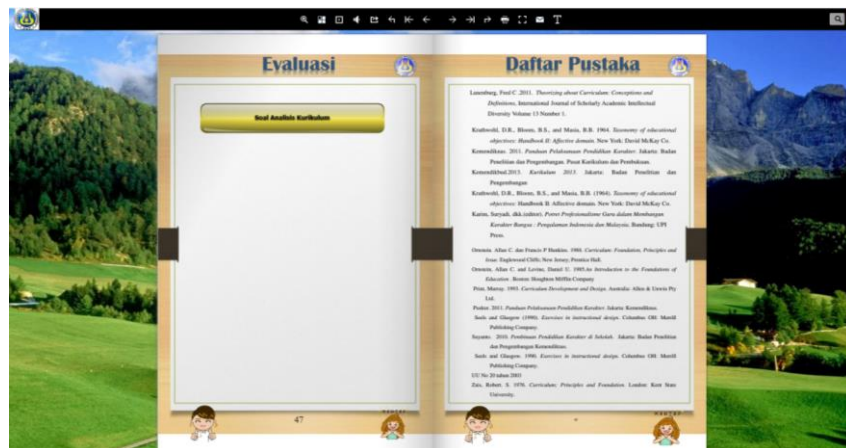 Evaluasi
Soal Analisis Kurikulum
47
Daftar Pustaka
Lunenburg, Fred C. 2011. Theorizing about Curriculum: Conceptions and
Definitions, International Journal of Scholarly Academic Intellectual
Diversity Volume 13 Number 1.
Krathwohl, D.R., Bloom, B.S., and Masia, B.B. 1964. Taxonomy of educational
objectives: Handbook II: Affective domain. New York: David McKay Co.
Kemendiknas. 2011. Panduan Pelaksanaan Pendidikan Karakter. Jakarta: Badan
Penelitian dan Pengembangan. Pusat Kurikulum dan Perbukuan.
Kemendikbud.2013. Kurikulum 2013. Jakarta: Badan Penelitian dan
Pengembangan
Krathwohl, D.R., Bloom, B.S., and Masia, B.B. (1964). Taxonomy of educational
objectives: Handbook II: Affective domain. New York: David McKay Co.
Karim, Suryadi, dkk (editor), Potret Profesionalisme Guru dalam Membangun
Karakter Bangsa : Pengalaman Indonesia dan Malaysia. Bandung: UPI
Press.
Ornstein, Allan C. dan Francis P Hunkins. 1986. Curriculum: Foundation, Principles and
Issue. Englewood Cliffs: New Jersey; Prentice Hall.
Ornstein, Allan C. and Levine, Daniel U. 1985.An Introduction to the Foundations of
Education. Boston: Houghton Mifflin Company
Print, Murray. 1993. Curriculum Development and Design. Australia: Allen & Unwin Pty
Ltd.
Puskur. 2011. Panduan Pelaksanaan Pendidikan Karakter. Jakarta: Kemendiknas.
Seels and Glasgow (1990). Exercises in instructional design. Columbus OH: Merrill
Publishing Company.
Suyanto. 2010. Pembinaan Pendidikan Karakter di Sekolah. Jakarta: Badan Penelitian
dan Pengembangan Kemendiknas.
Seels and Glasgow. 1990. Exercises in instructional design. Columbus OH: Merrill
Publishing Company.
UU No 20 tahun 2003
Zais, Robert. S. 1976. Curriculum: Principles and Foundation. London: Kent State
University.